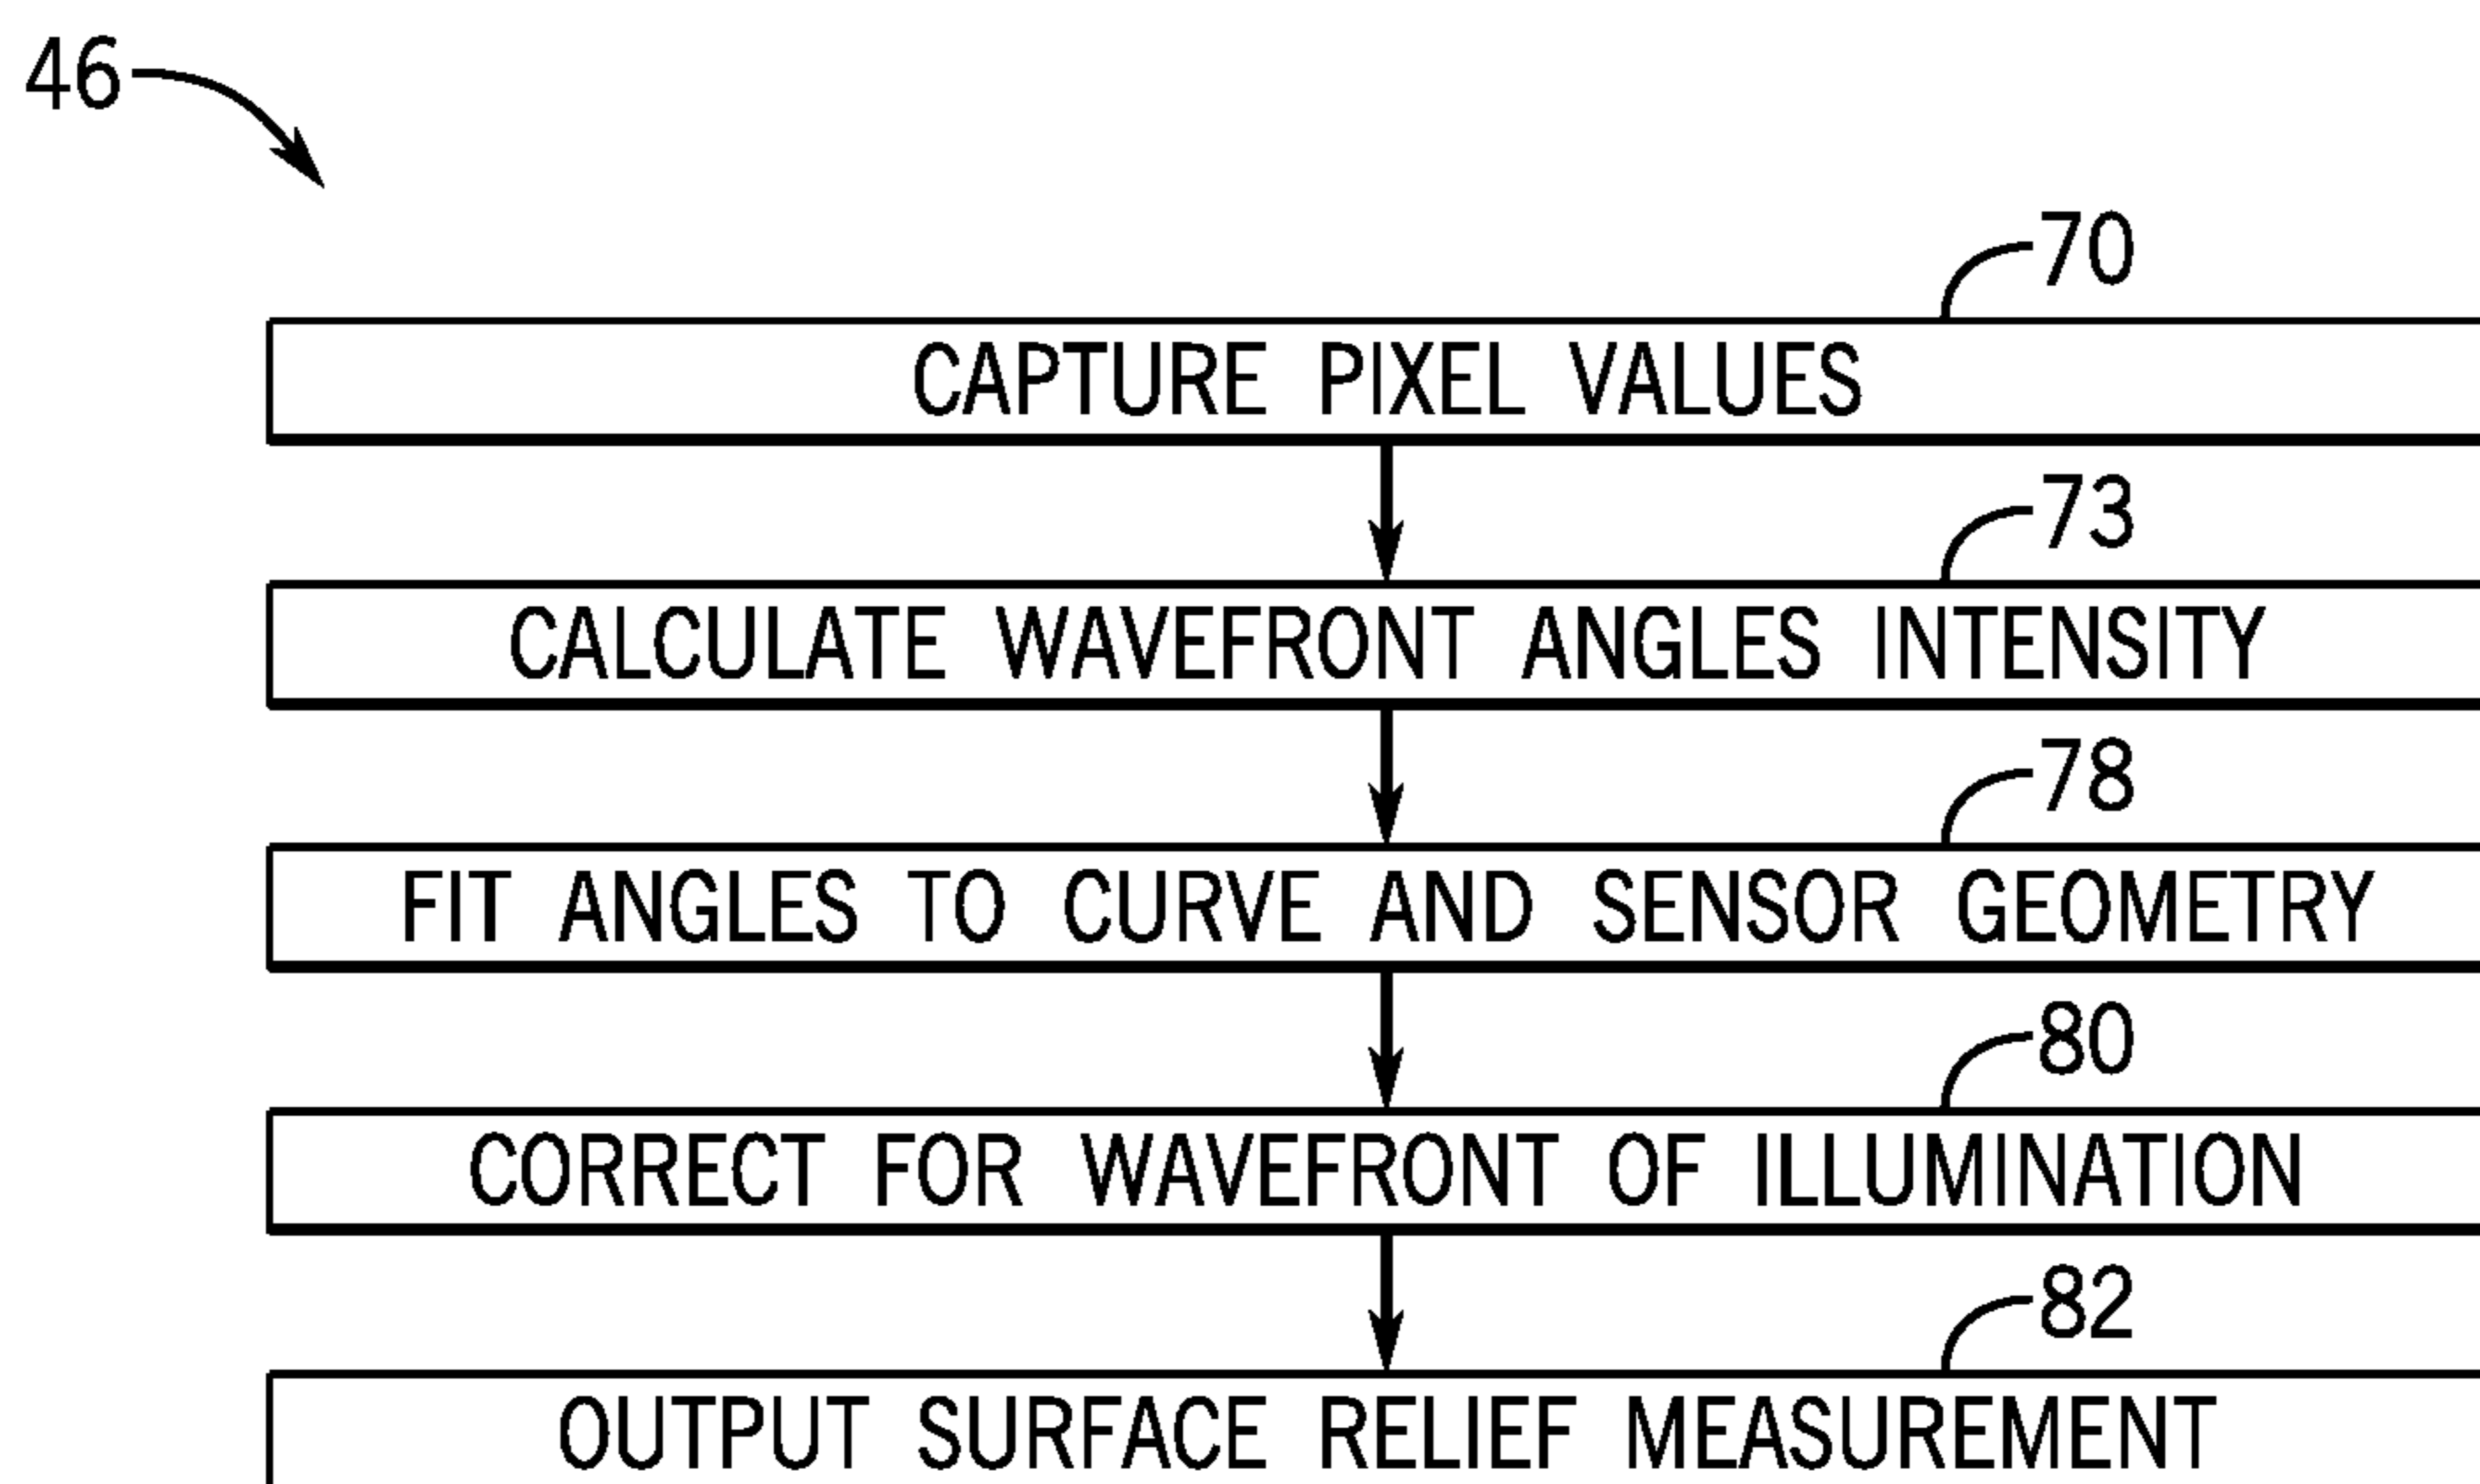 46
70
CAPTURE PIXEL VALUES
73
CALCULATE WAVEFRONT ANGLES INTENSITY
78
FIT ANGLES TO CURVE AND SENSOR GEOMETRY
80
CORRECT FOR WAVEFRONT OF ILLUMINATION
82
OUTPUT SURFACE RELIEF MEASUREMENT